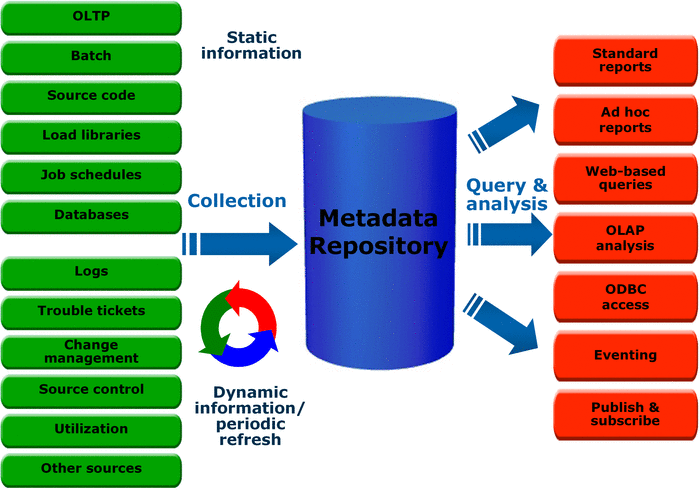 OLTP
Batch
Source code
Load libraries
Job schedules
Databases
Logs
Trouble tickets
Change
management
Source control
Utilization
Other sources
Static
information
Collection
Dynamic
information/
periodic
refresh
Metadata
Repository
Query &
analysis
Standard
reports
Ad hoc
reports
Web-based
queries
OLAP
analysis
ODBC
access
Eventing
Publish &
subscribe